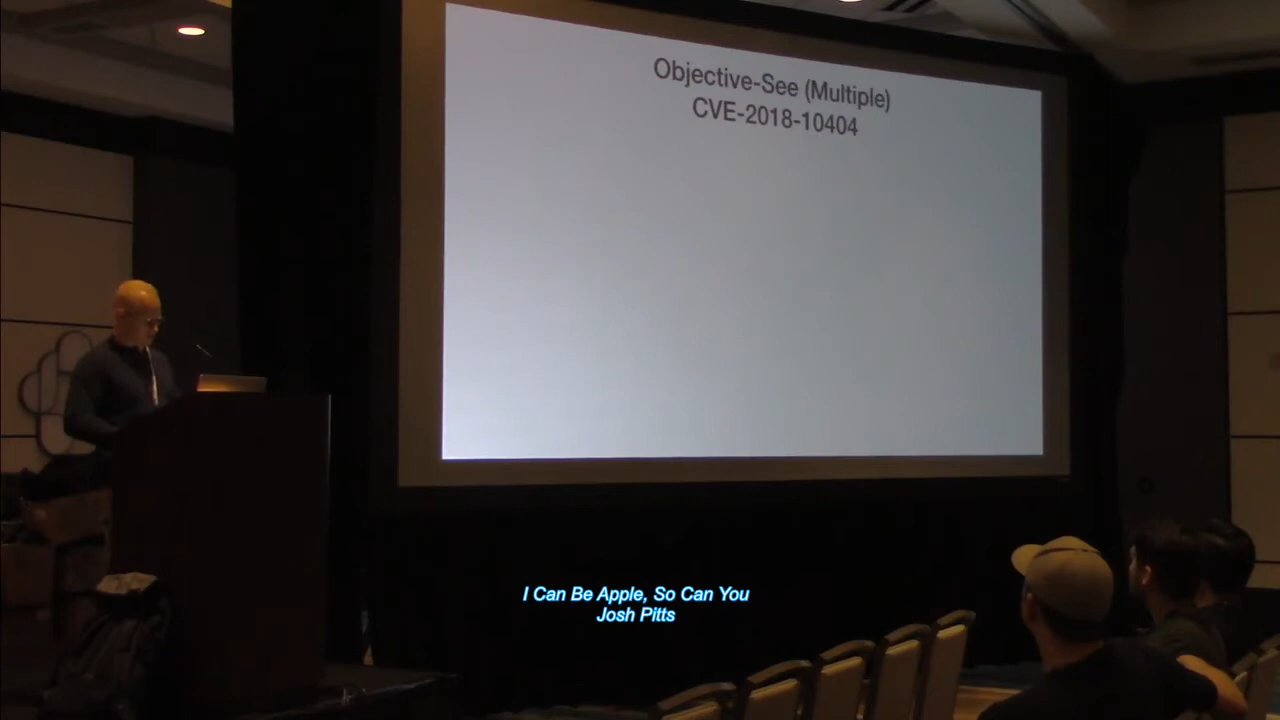 Objective-See (Multiple)
CVE-2018-10404
I Can Be Apple, So Can You
Josh Pitts